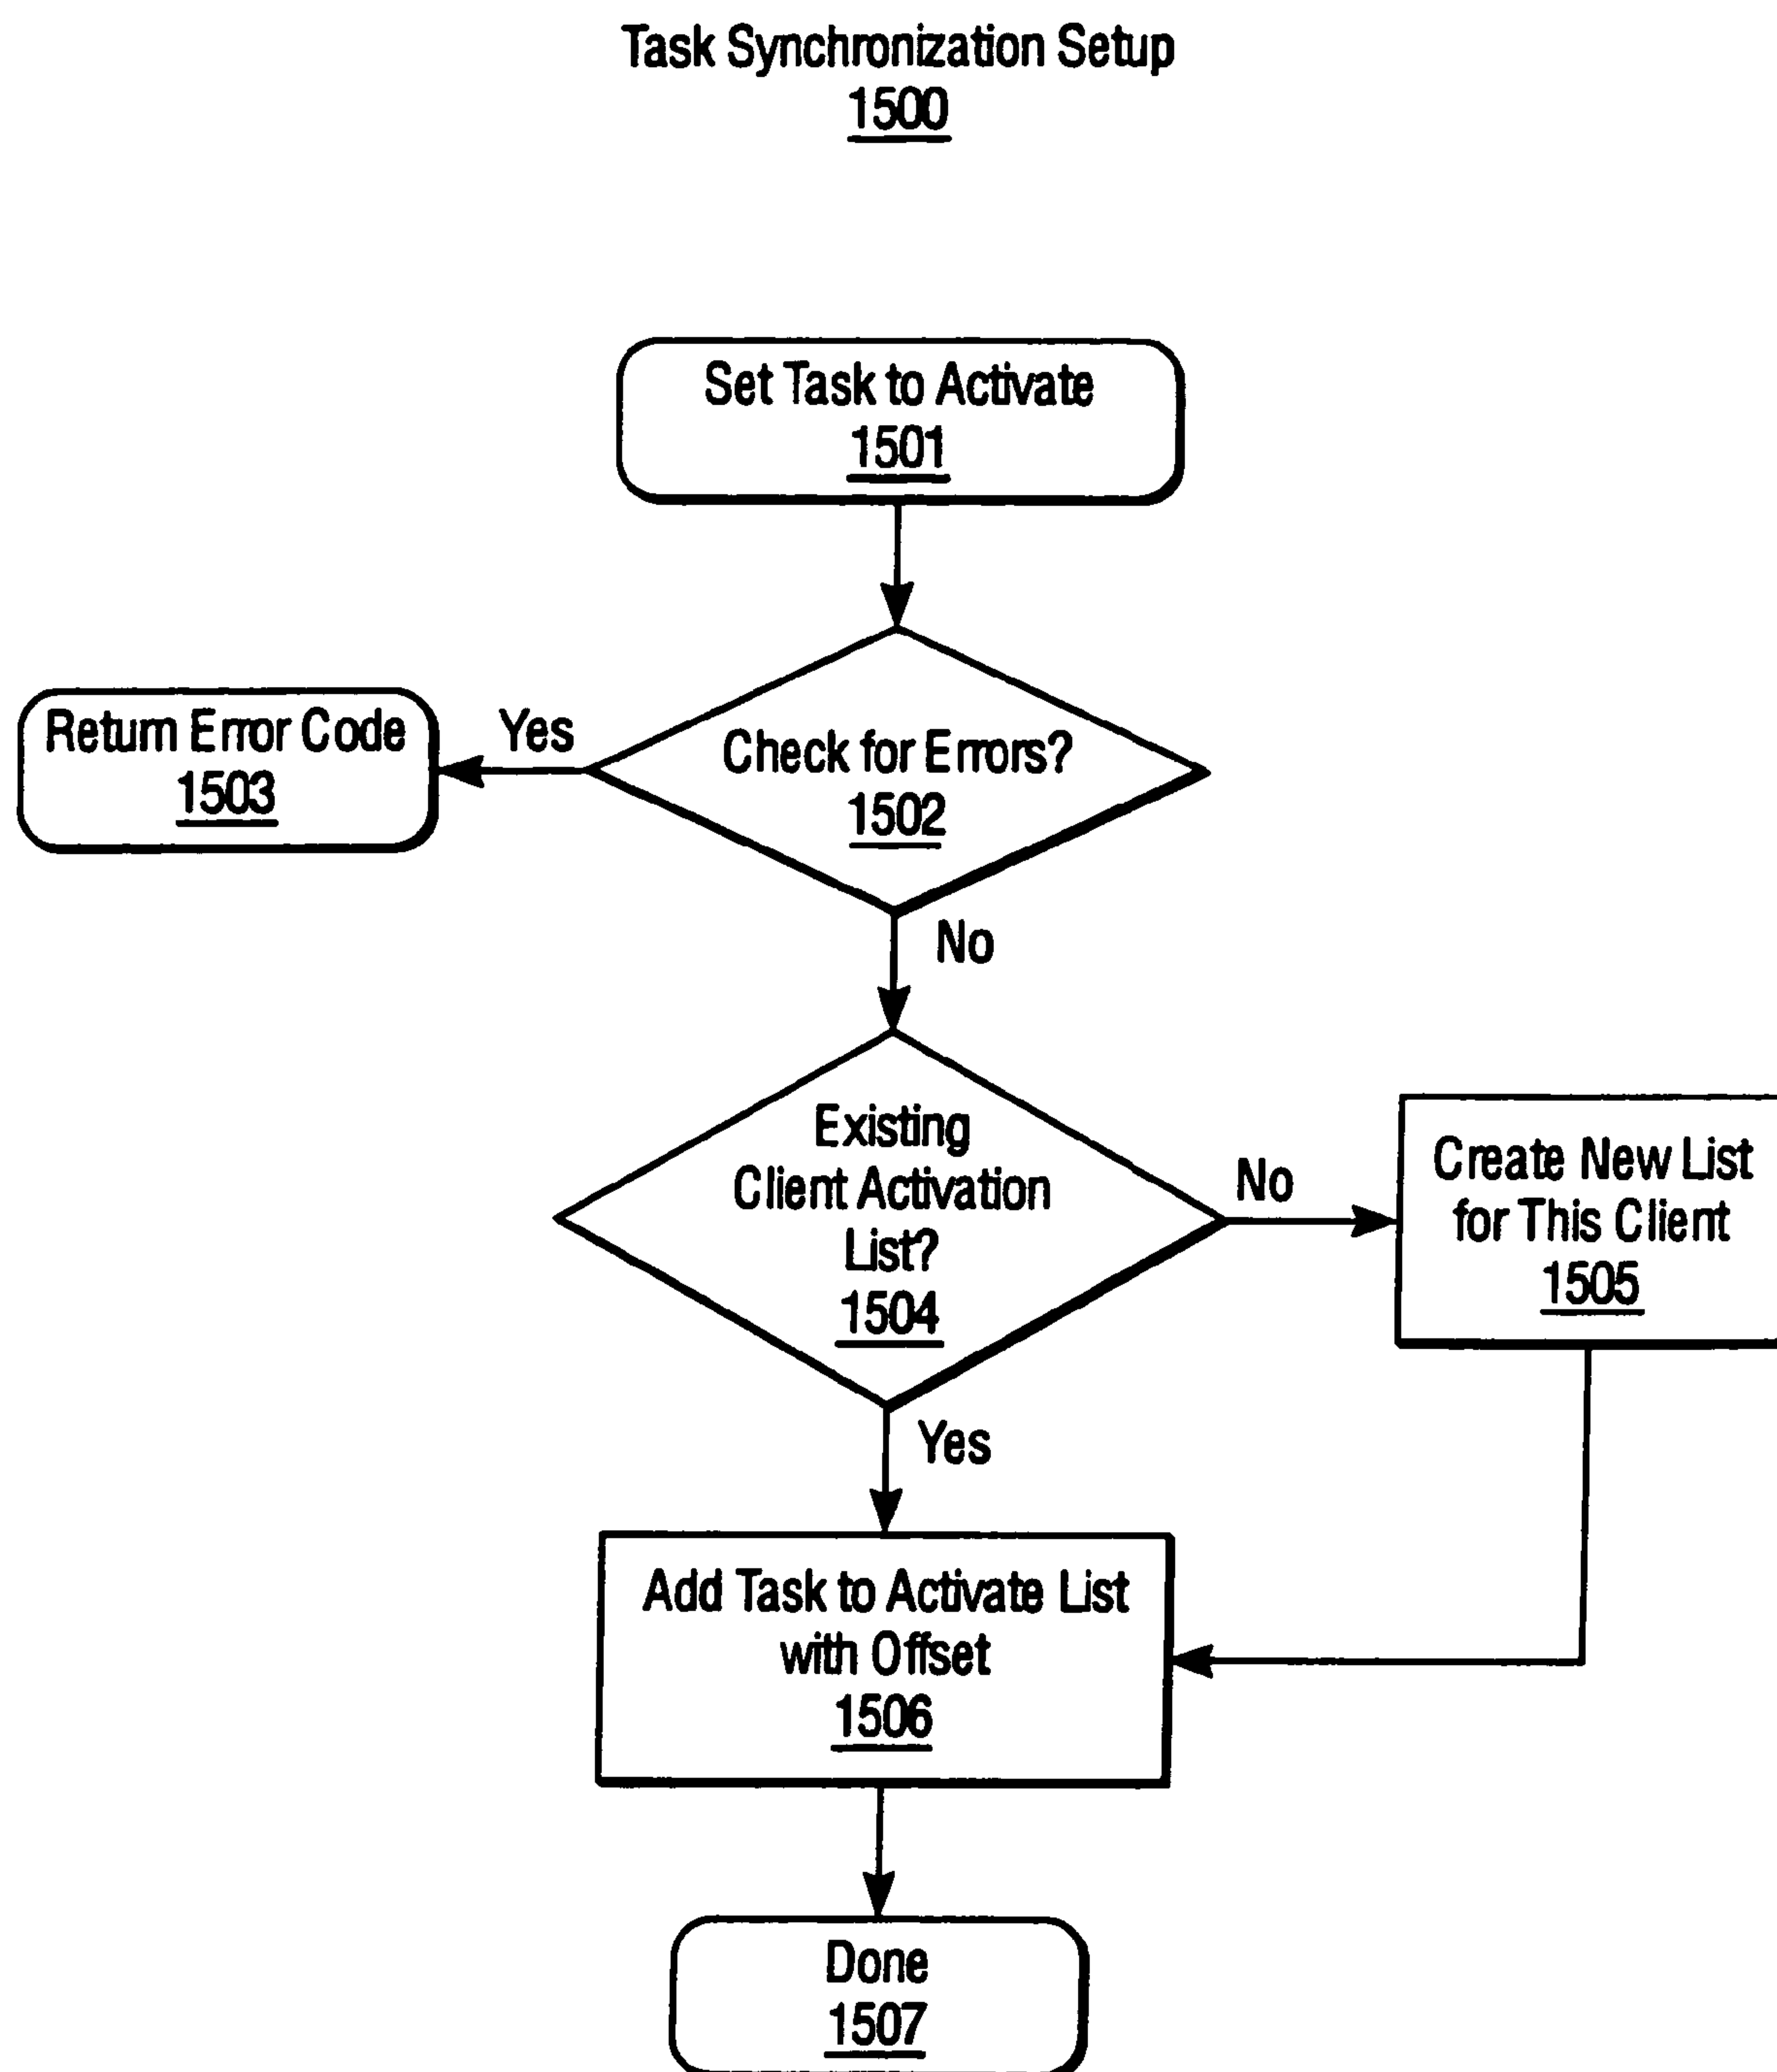 Task Synchronization Setup
1500
Set Task to Activate
1501
Return Error Code
1503
Yes
Check for Errors?
1502
No
Existing
Client Activation
List?
1504
No
Create New List
for This Client
1505
Yes
Add Task to Activate List
with Offset
1506
Done
1507